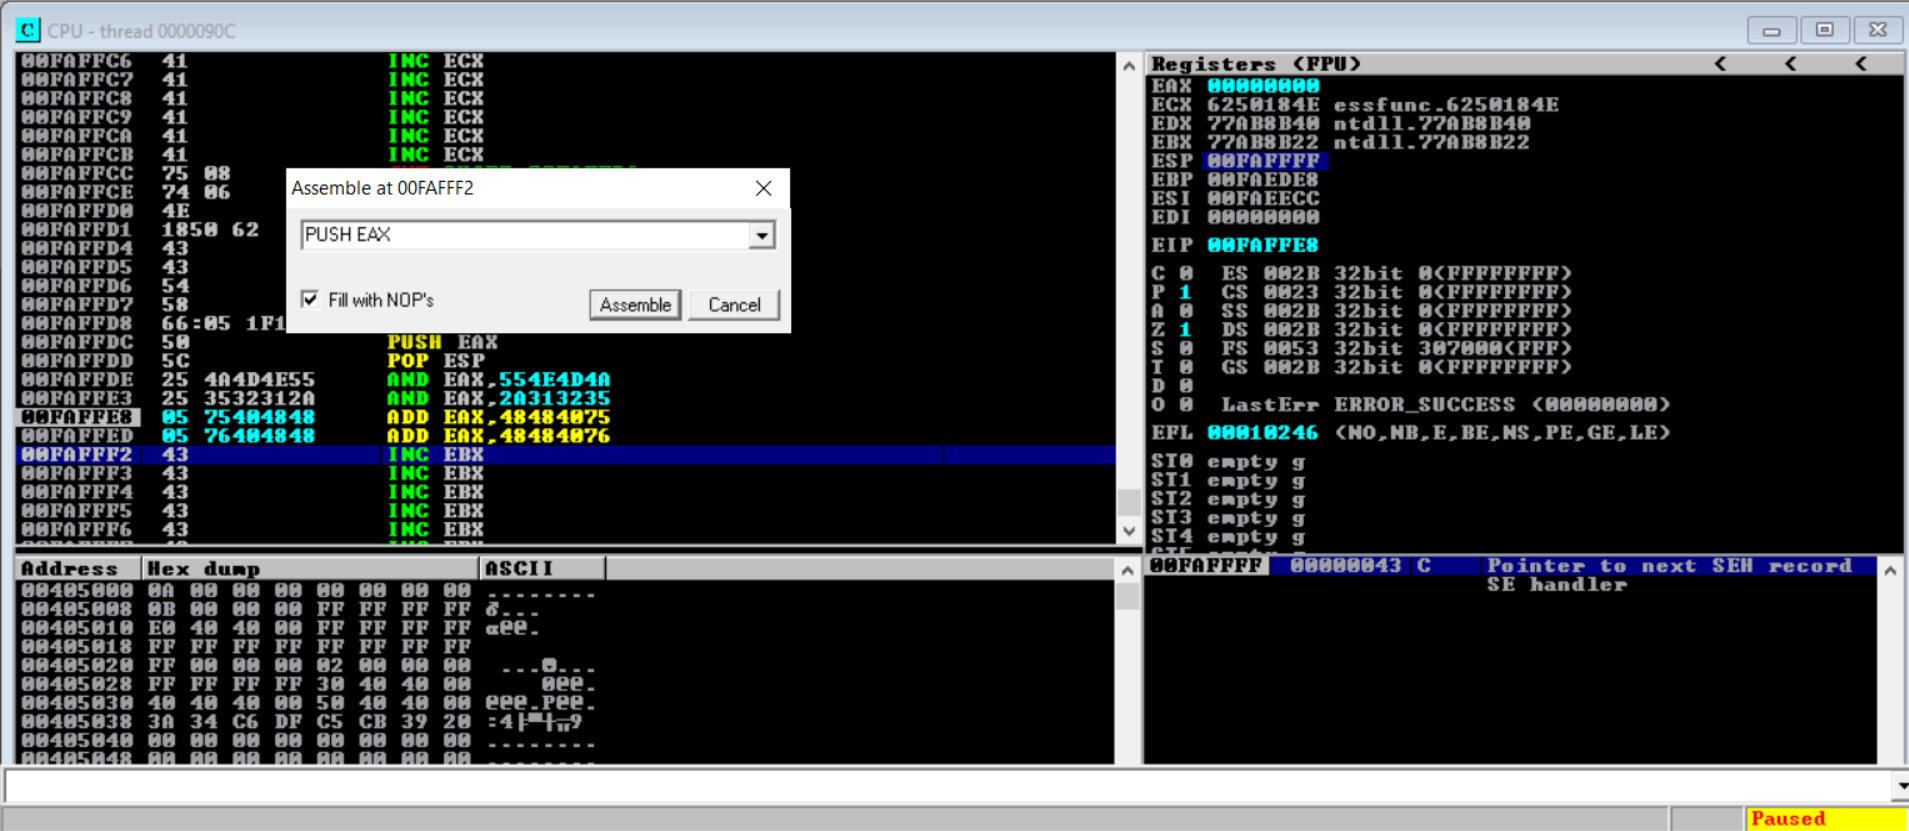 C CPU - thread 0000090C
00FAFFC6 41 INC ECX
00FAFFC7 41 INC ECX
00FAFFC8 41 INC ECX
00FAFFC9 41 INC ECX
00FAFFCA 41 INC ECX
00FAFFCB 41 INC ECX
00FAFFCC 75 08
00FAFFCE 74 06
00FAFFD0 4E
00FAFFD1 1850 62
00FAFFD4 43
00FAFFD5 43
00FAFFD6 54
00FAFFD7 58
00FAFFD8 66:05 1F1
00FAFFDC 50 PUSH EAX
00FAFFDD 5C POP ESP
00FAFFDE 25 4A4D4E55 AND EAX,554E4D4A
00FAFFE3 25 3532312A AND EAX,2A313235
00FAFFE8 05 75404848 ADD EAX,48484075
00FAFFED 05 76404848 ADD EAX,48484076
00FAFFF2 43 INC EBX
00FAFFF3 43 INC EBX
00FAFFF4 43 INC EBX
00FAFFF5 43 INC EBX
00FAFFF6 43 INC EBX
Assemble at 00FAFFF2
PUSH EAX
Fill with NOP's
Assemble
Cancel
Registers (FPU) < < <
EAX 00000000
ECX 6250184E essfunc.6250184E
EDX 77AB8B40 ntdll.77AB8B40
EBX 77AB8B22 ntdll.77AB8B22
ESP 00FAFFFF
EBP 00FAEDE8
ESI 00FAEECC
EDI 00000000
EIP 00FAFFE8
C 0 ES 002B 32bit 0(FFFFFFFF)
P 1 CS 0023 32bit 0(FFFFFFFF)
A 0 SS 002B 32bit 0(FFFFFFFF)
Z 1 DS 002B 32bit 0(FFFFFFFF)
S 0 FS 0053 32bit 307000(FFF)
T 0 GS 002B 32bit 0(FFFFFFFF)
D 0
O 0 LastErr ERROR_SUCCESS (00000000)
EFL 00010246 (NO,NB,E,BE,NS,PE,GE,LE)
ST0 empty g
ST1 empty g
ST2 empty g
ST3 empty g
ST4 empty g
Address Hex dump ASCII
00405000 0A 00 00 00 00 00 00 00 ........
00405008 0B 00 00 00 FF FF FF FF ♂...
00405010 E0 40 40 00 FF FF FF FF α@@.
00405018 FF FF FF FF FF FF FF FF
00405020 FF 00 00 00 02 00 00 00 ...☻...
00405028 FF FF FF FF 30 40 40 00 0@@.
00405030 40 40 40 00 50 40 40 00 @@@.P@@.
00405038 3A 34 C6 DF C5 CB 39 20 :4╞▀┼╦9
00405040 00 00 00 00 00 00 00 00 ........
00405048 00 00 00 00 00 00 00 00 ........
00FAFFFF 00000043 C Pointer to next SEH record
SE handler
Paused